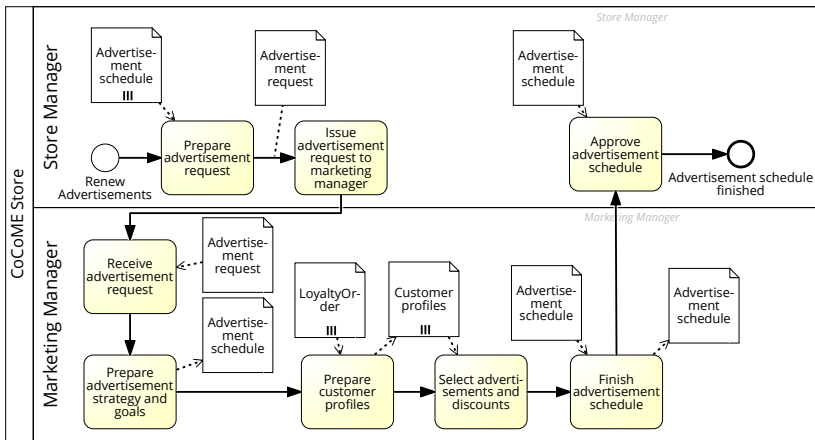 CoCoME Store
Store Manager
Store Manager
Advertise-
ment
schedule
Advertise-
ment
request
Advertise-
ment
schedule
Renew
Advertisements
Prepare
advertisement
request
Issue
advertisement
request to
marketing
manager
Approve
advertisement
schedule
Advertisement schedule
finished
Marketing Manager
Marketing Manager
Receive
advertisement
request
Advertise-
ment
request
Advertise-
ment
schedule
LoyaltyOr-
der
Customer
profiles
Advertise-
ment
schedule
Advertise-
ment
schedule
Prepare
advertisement
strategy and
goals
Prepare
customer
profiles
Select adverti-
sements and
discounts
Finish
advertisement
schedule